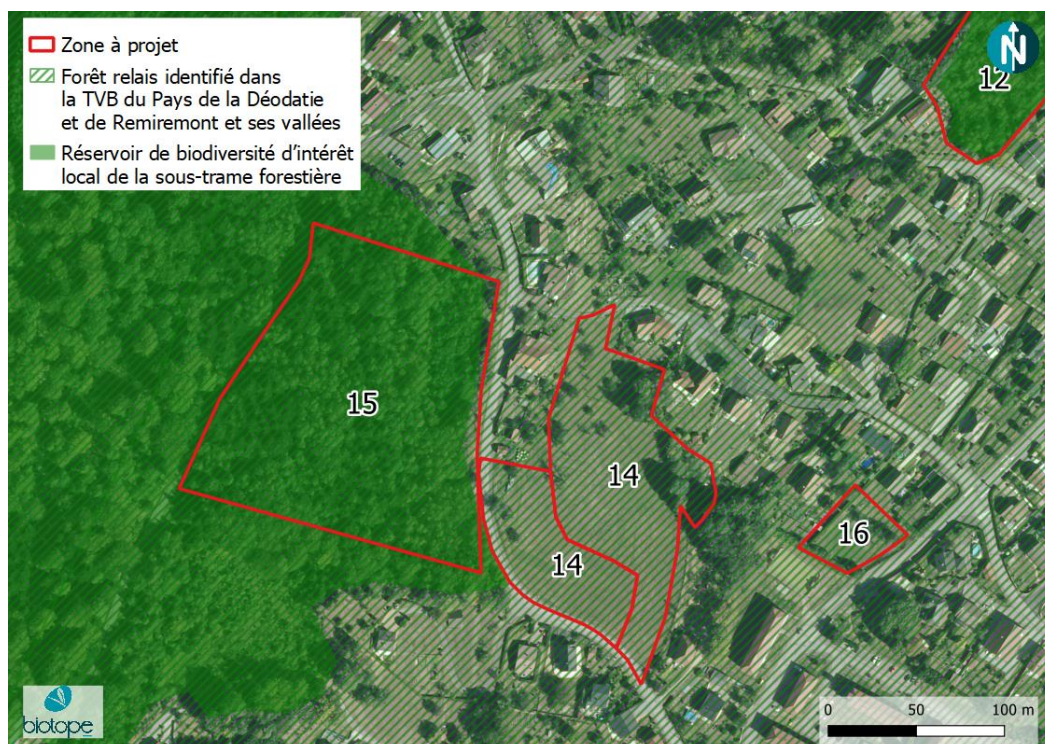 Zone à projet
Forêt relais identifié dans
la TVB du Pays de la Déodatie
et de Remiremont et ses vallées
Réservoir de biodiversité d'intérêt
local de la sous-trame forestière
N
12
15
14
14
16
biotope
0 50 100 m